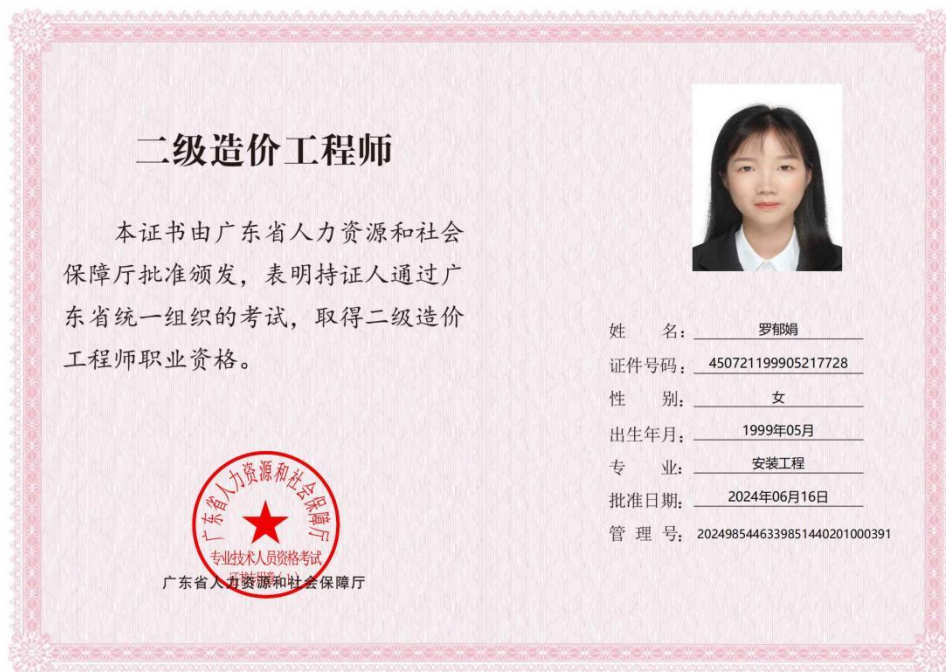 二级造价工程师
本证书由广东省人力资源和社会
保障厅批准颁发，表明持证人通过广
东省统一组织的考试，取得二级造价
工程师职业资格。
广东省人力资源和社会保障厅
专业技术人员资格考试
广东省人力资源和社会保障厅
姓 名： 罗郁娟
证件号码： 450721199905217728
性 别： 女
出生年月： 1999年05月
专 业： 安装工程
批准日期： 2024年06月16日
管 理 号： 2024985446339851440201000391